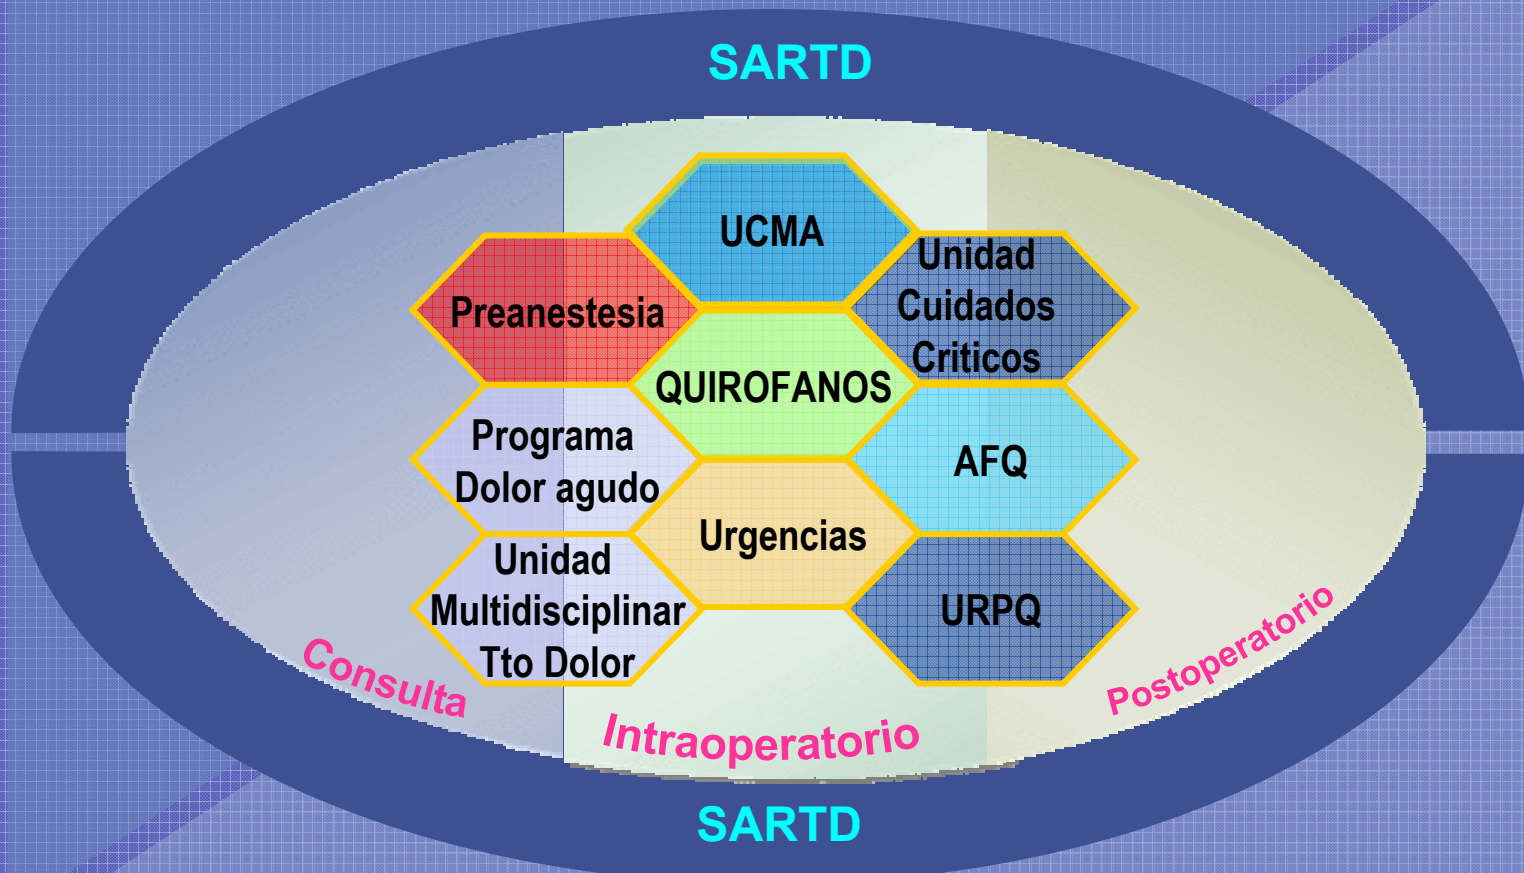 SARTD
UCMA
Preanestesia
Unidad
Cuidados
Criticos
QUIROFANOS
Programa
Dolor agudo
AFQ
Urgencias
Unidad
Multidisciplinar
Tto Dolor
URPQ
Consulta
Intraoperatorio
Postoperatorio
SARTD